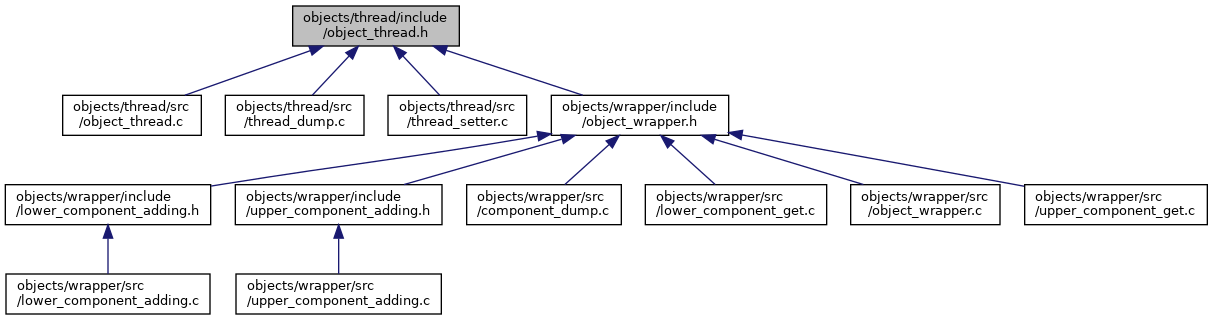 objects/thread/include
/object_thread.h
objects/thread/src
/object_thread.c
objects/thread/src
/thread_dump.c
objects/thread/src
/thread_setter.c
objects/wrapper/include
/object_wrapper.h
objects/wrapper/include
/lower_component_adding.h
objects/wrapper/include
/upper_component_adding.h
objects/wrapper/src
/component_dump.c
objects/wrapper/src
/lower_component_get.c
objects/wrapper/src
/object_wrapper.c
objects/wrapper/src
/upper_component_get.c
objects/wrapper/src
/lower_component_adding.c
objects/wrapper/src
/upper_component_adding.c